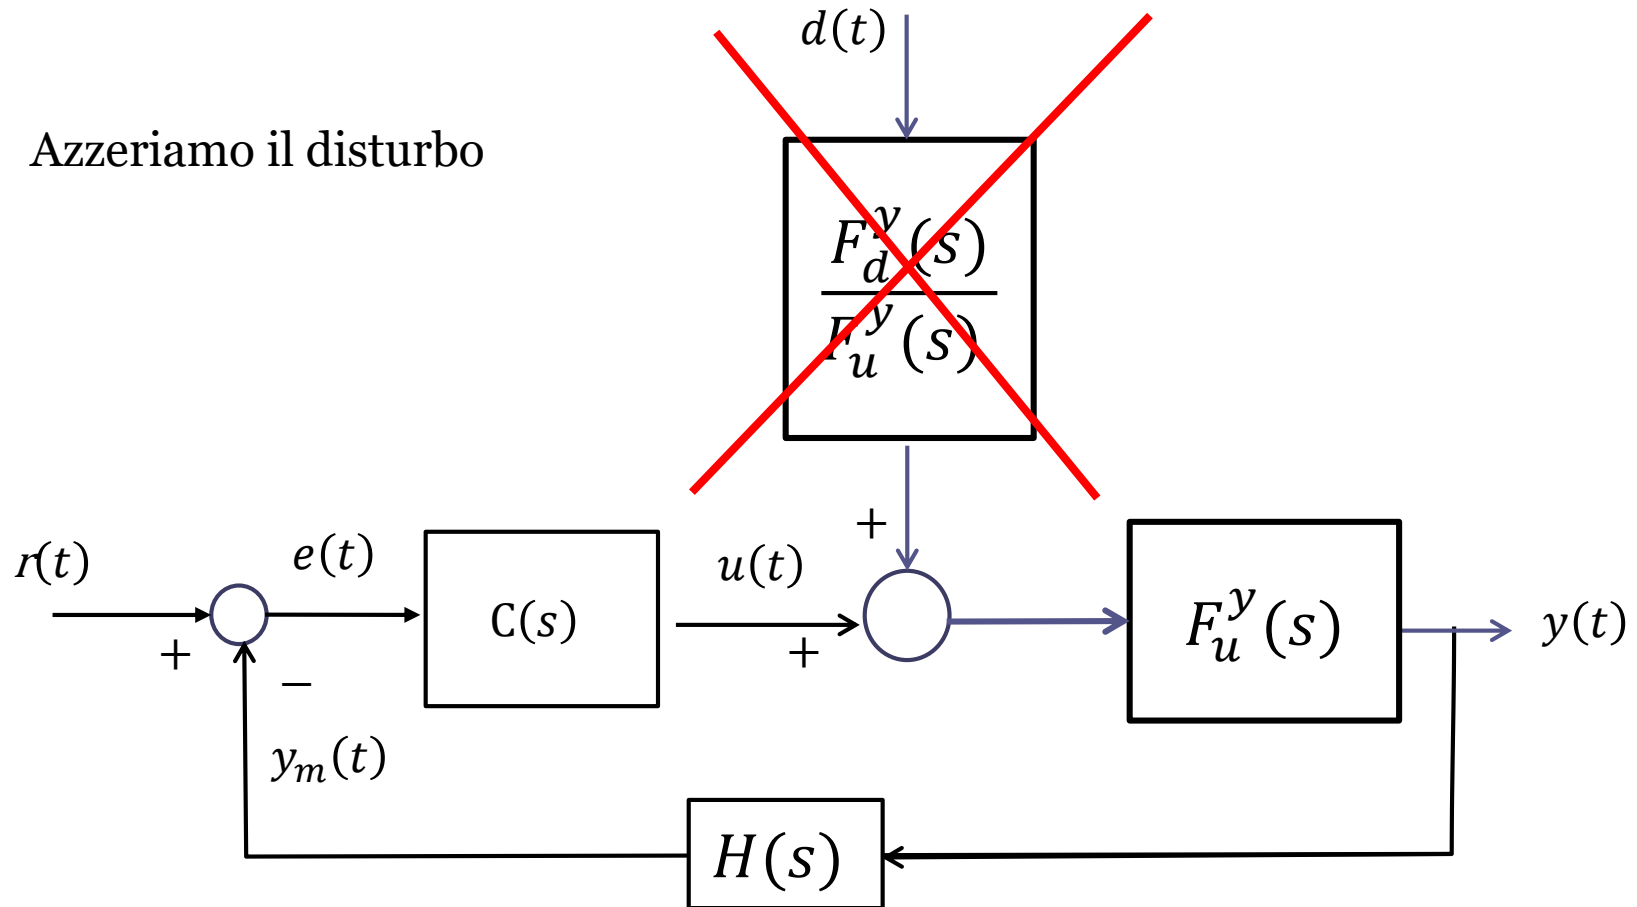 d(t)
Azzeriamo il disturbo
F_d^y(s)
F_u^y(s)
+
r(t)
e(t)
C(s)
u(t)
F_u^y(s)
y(t)
+
−
+
y_m(t)
H(s)